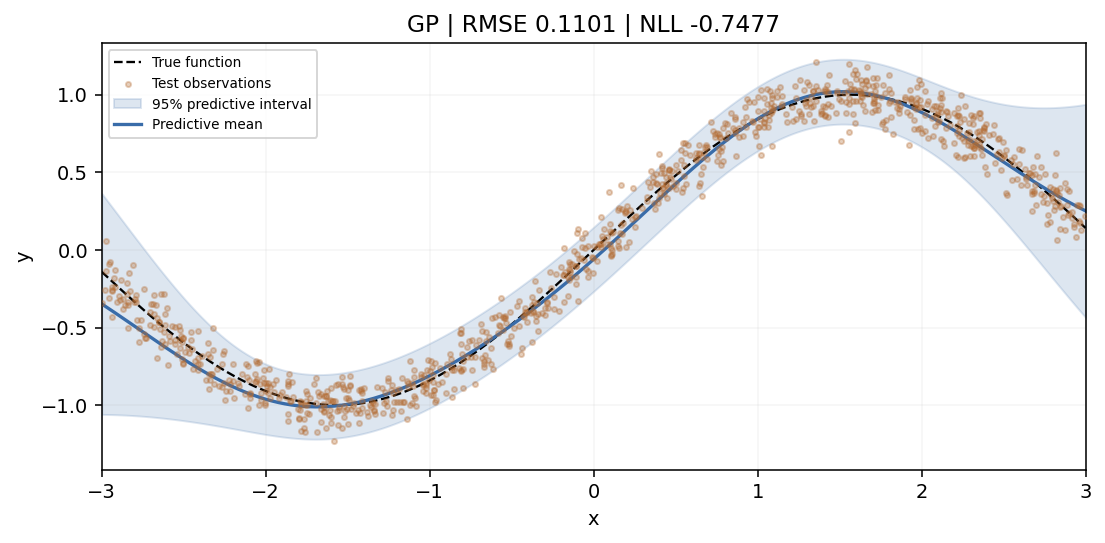 GP | RMSE 0.1101 | NLL -0.7477
True function
Test observations
95% predictive interval
Predictive mean
y
1.0
0.5
0.0
−0.5
−1.0
−3 −2 −1 0 1 2 3
x